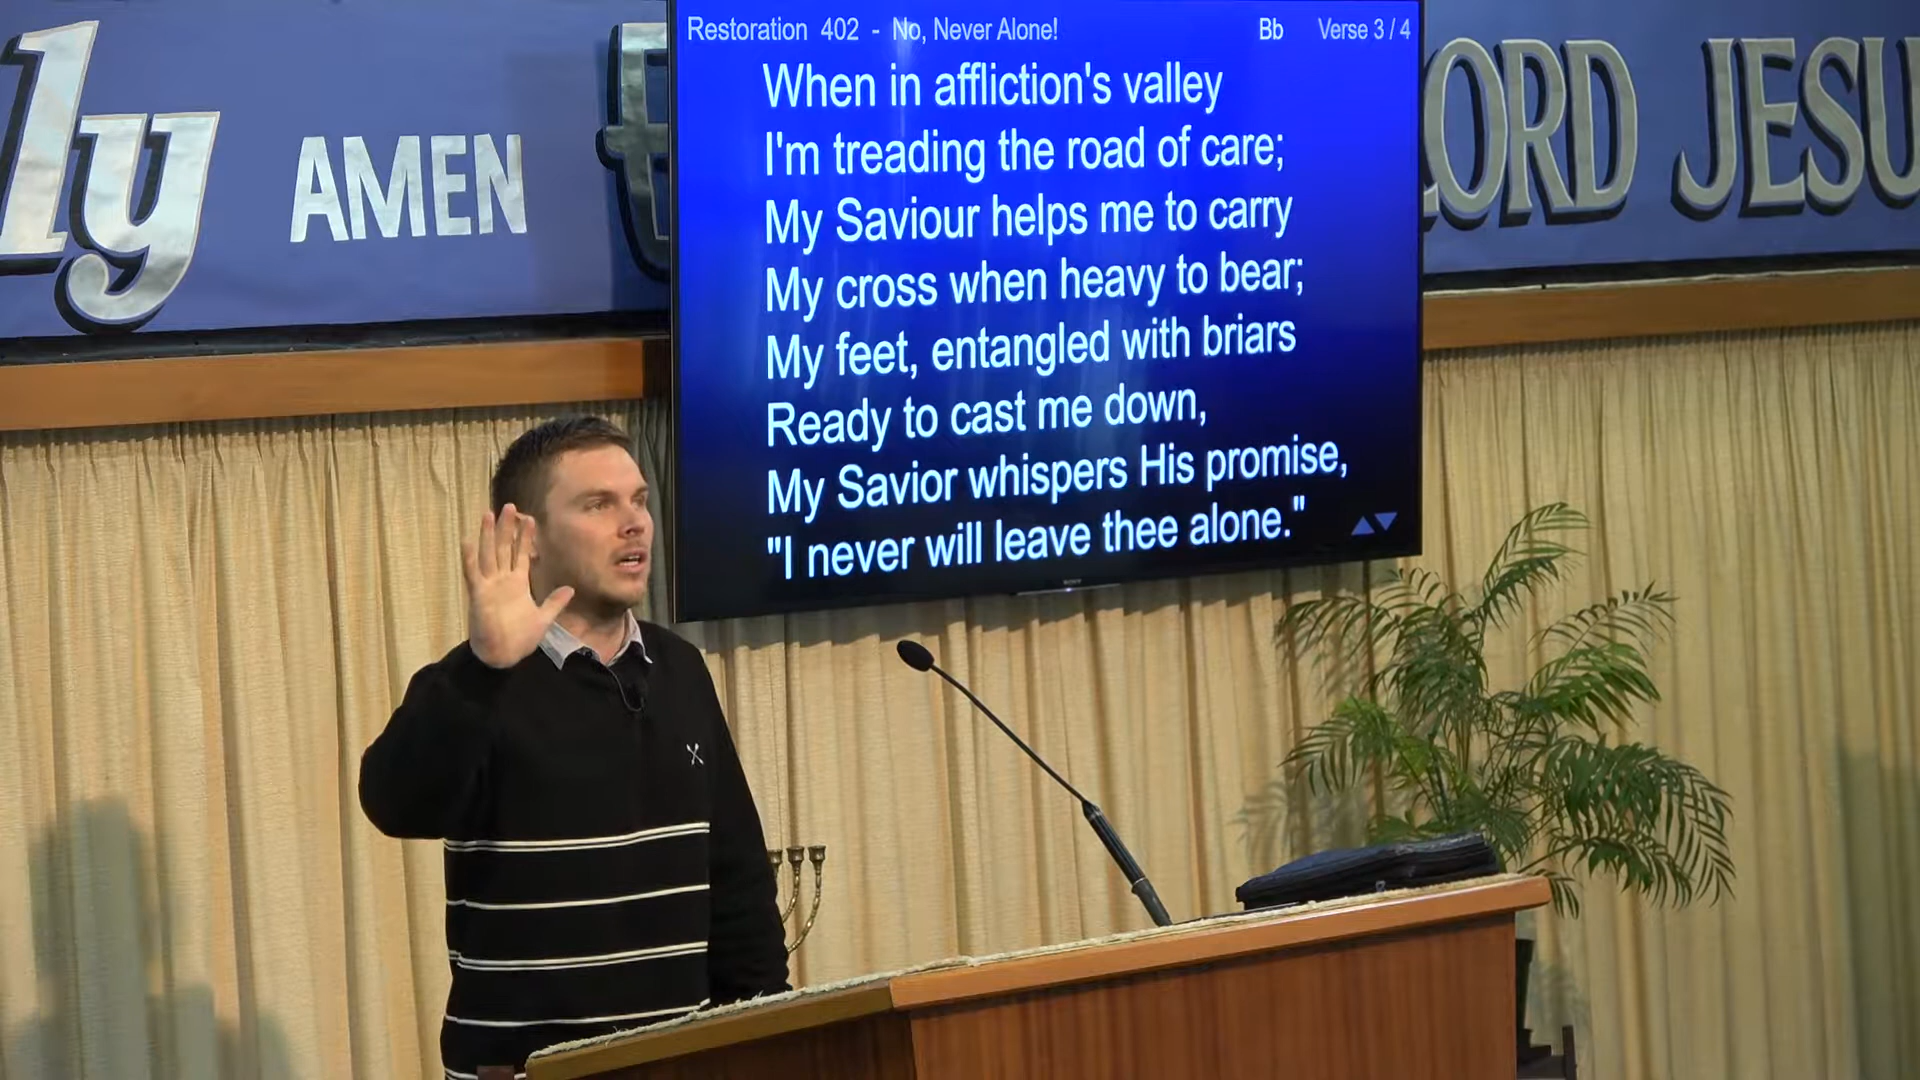 Restoration 402 - No, Never Alone! Bb Verse 3 / 4
When in affliction's valley
I'm treading the road of care;
My Saviour helps me to carry
My cross when heavy to bear;
My feet, entangled with briars
Ready to cast me down,
My Savior whispers His promise,
"I never will leave thee alone."
ly AMEN
LORD JESU
SONY